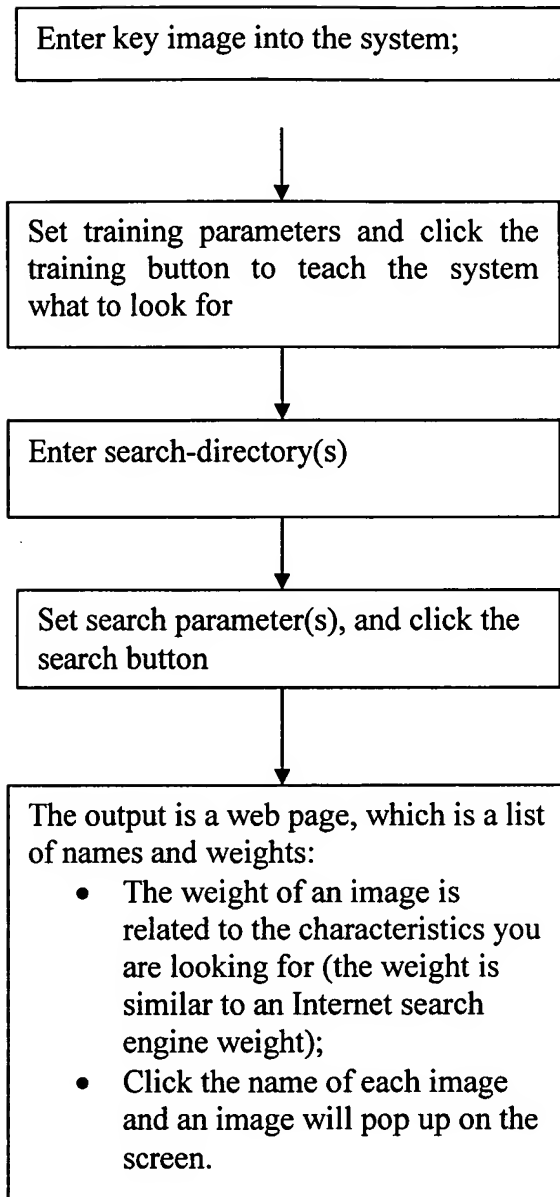 Enter key image into the system;
Set training parameters and click the
training button to teach the system
what to look for
Enter search-directory(s)
Set search parameter(s), and click the
search button
The output is a web page, which is a list
of names and weights:
• The weight of an image is
related to the characteristics you
are looking for (the weight is
similar to an Internet search
engine weight);
• Click the name of each image
and an image will pop up on the
screen.